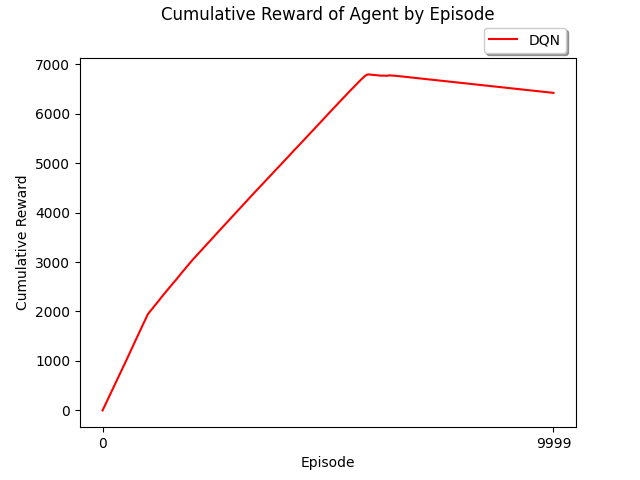 Cumulative Reward of Agent by Episode
DQN
7000
6000
5000
4000
3000
2000
1000
0
Cumulative Reward
0
9999
Episode